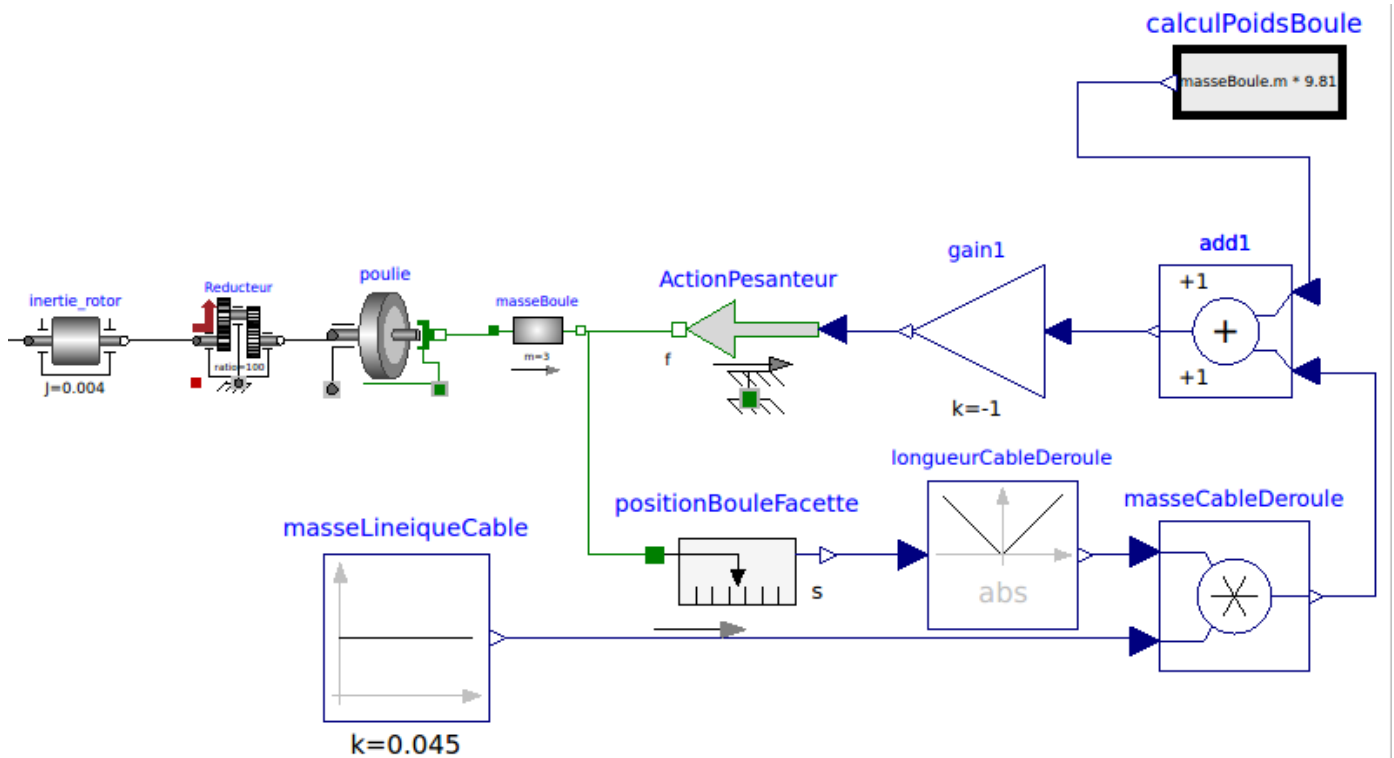 calculPoidsBoule
masseBoule.m * 9.81
add1
+1
+
+1
gain1
k=-1
ActionPesanteur
f
poulie
masseBoule
m=3
Reducteur
ratio=100
inertie_rotor
J=0.004
longueurCableDeroule
abs
masseCableDeroule
positionBouleFacette
s
masseLineiqueCable
k=0.045